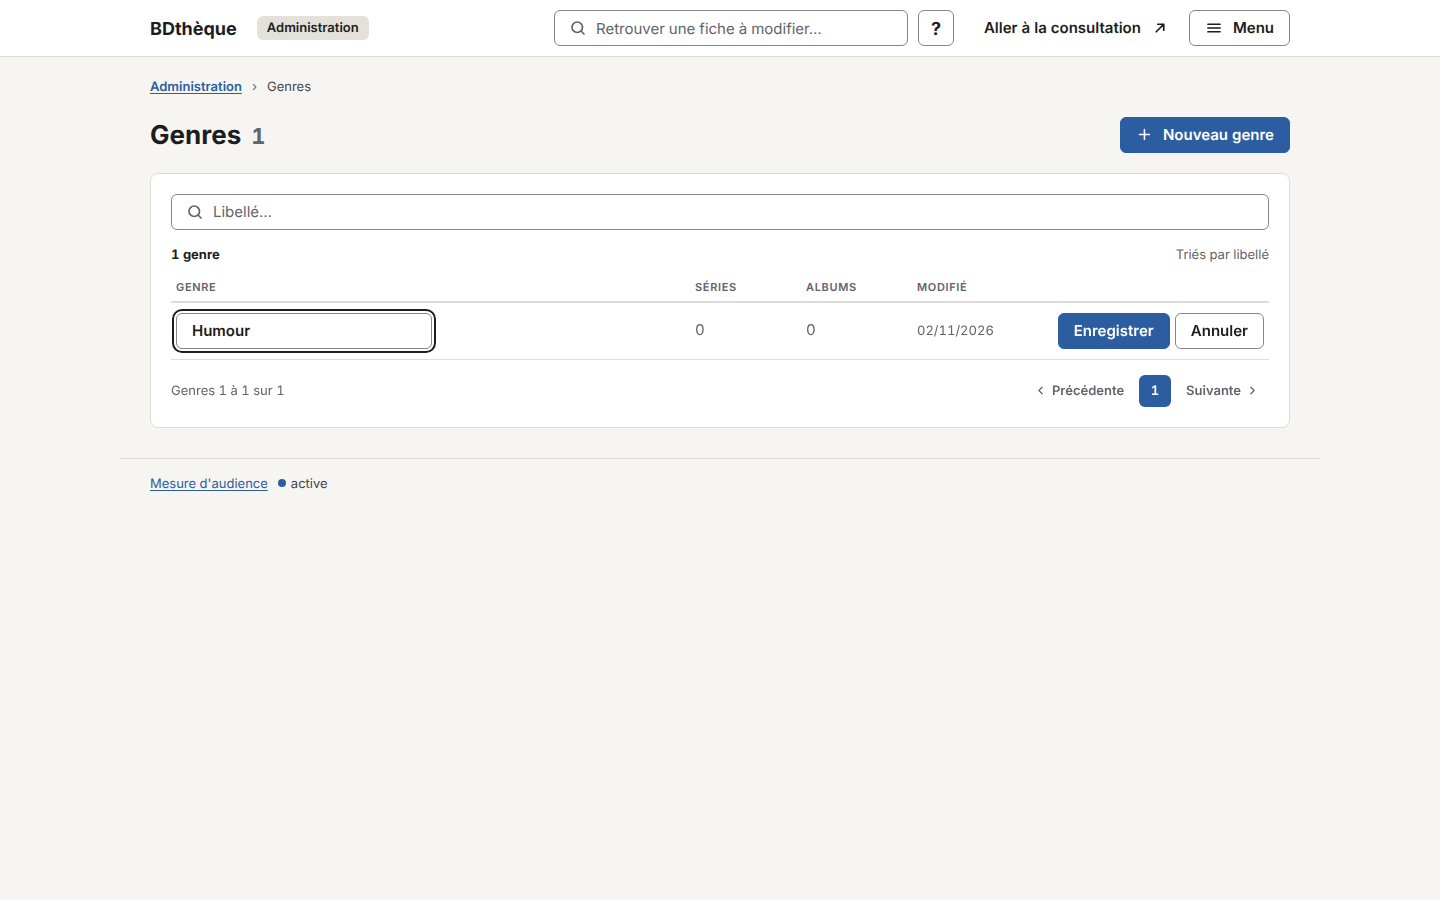 BDthèque Administration Retrouver une fiche à modifier... ? Aller à la consultation Menu
Administration › Genres
Genres 1 Nouveau genre
Libellé...
1 genre Triés par libellé
GENRE SÉRIES ALBUMS MODIFIÉ
Humour 0 0 02/11/2026 Enregistrer Annuler
Genres 1 à 1 sur 1 Précédente 1 Suivante
Mesure d'audience active